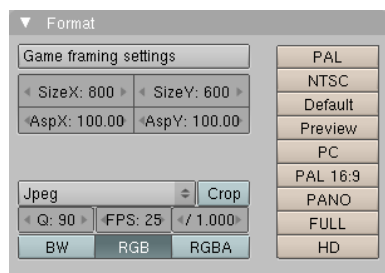 Format
Game framing settings
SizeX: 800 SizeY: 600
AspX: 100.00 AspY: 100.00
Jpeg Crop
Q: 90 FPS: 25 / 1.000
BW RGB RGBA
PAL
NTSC
Default
Preview
PC
PAL 16:9
PANO
FULL
HD